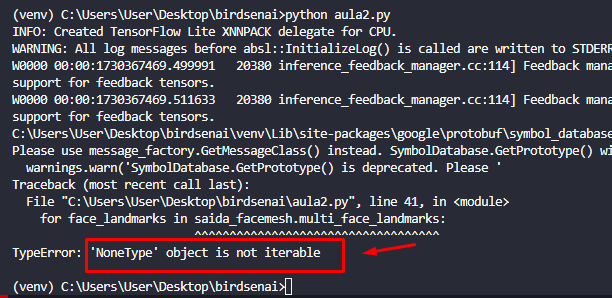 (venv) C:\Users\User\Desktop\birdsenai>python aula2.py
INFO: Created TensorFlow Lite XNNPACK delegate for CPU.
WARNING: All log messages before absl::InitializeLog() is called are written to STDERR
W0000 00:00:1730367469.499991   20380 inference_feedback_manager.cc:114] Feedback mana
support for feedback tensors.
W0000 00:00:1730367469.511633   20380 inference_feedback_manager.cc:114] Feedback mana
support for feedback tensors.
C:\Users\User\Desktop\birdsenai\venv\Lib\site-packages\google\protobuf\symbol_database
Please use message_factory.GetMessageClass() instead. SymbolDatabase.GetPrototype() wi
  warnings.warn('SymbolDatabase.GetPrototype() is deprecated. Please '
Traceback (most recent call last):
  File "C:\Users\User\Desktop\birdsenai\aula2.py", line 41, in <module>
    for face_landmarks in saida_facemesh.multi_face_landmarks:
                          ^^^^^^^^^^^^^^^^^^^^^^^^^^^^^^^^^^^
TypeError: 'NoneType' object is not iterable
(venv) C:\Users\User\Desktop\birdsenai>